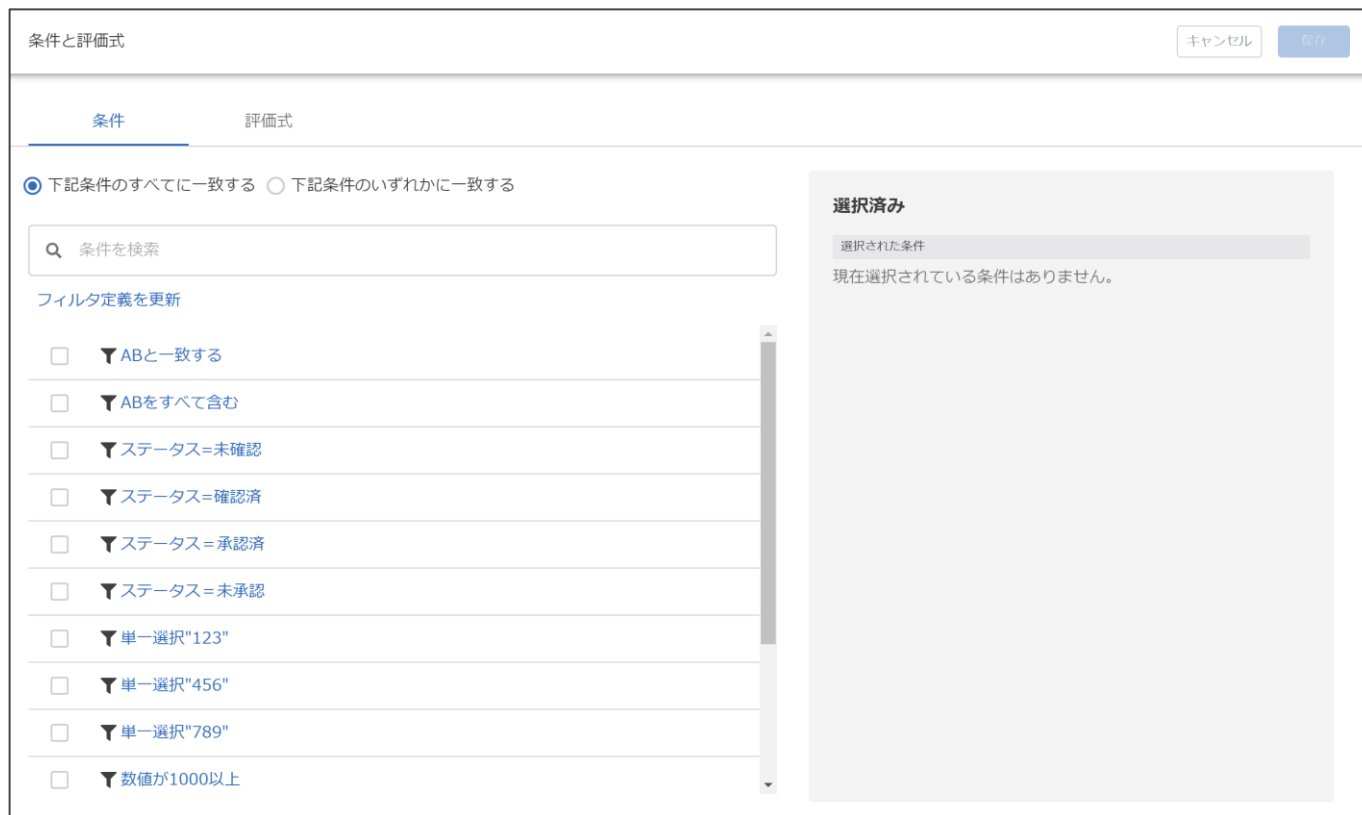 条件と評価式
キャンセル
保存
条件
評価式
下記条件のすべてに一致する
下記条件のいずれかに一致する
条件を検索
フィルタ定義を更新
ABと一致する
ABをすべて含む
ステータス=未確認
ステータス=確認済
ステータス＝承認済
ステータス＝未承認
単一選択"123"
単一選択"456"
単一選択"789"
数値が1000以上
選択済み
選択された条件
現在選択されている条件はありません。